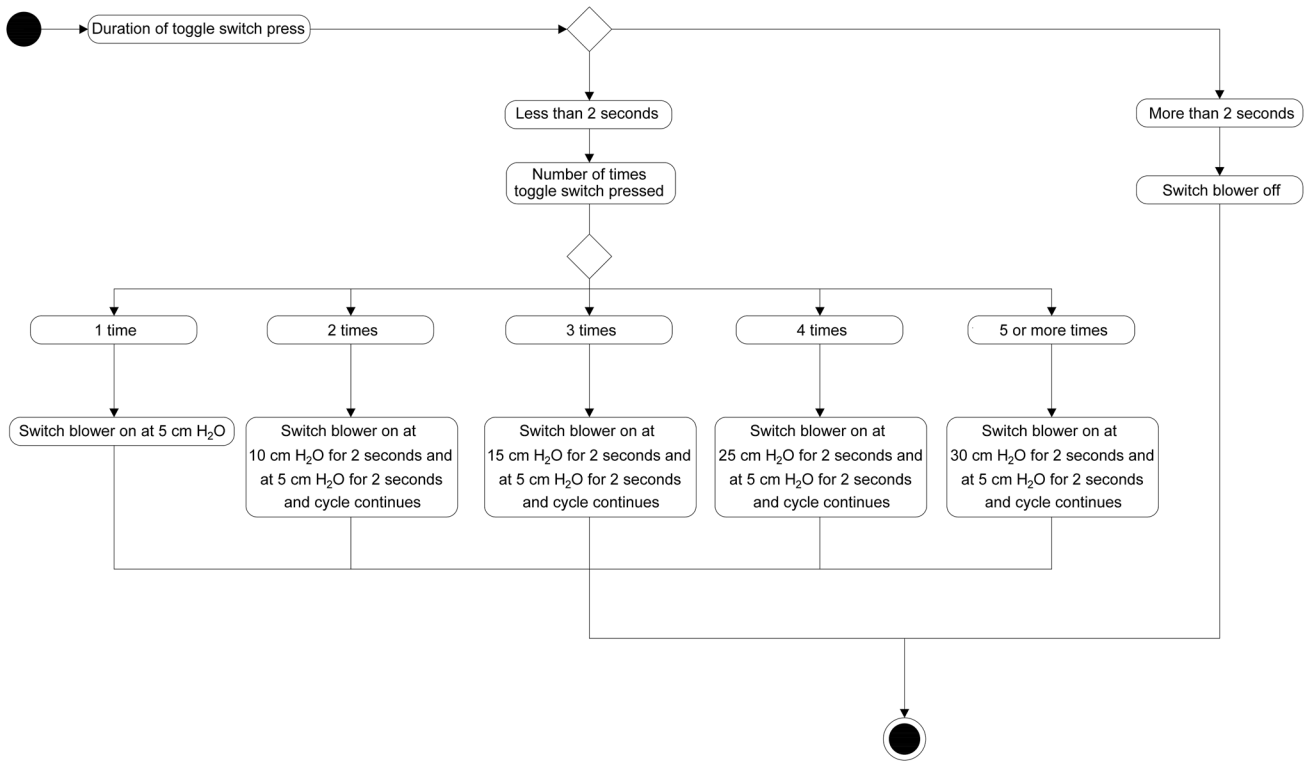 Duration of toggle switch press
Less than 2 seconds
More than 2 seconds
Number of times
toggle switch pressed
Switch blower off
1 time
2 times
3 times
4 times
5 or more times
Switch blower on at 5 cm H₂O
Switch blower on at
10 cm H₂O for 2 seconds and
at 5 cm H₂O for 2 seconds
and cycle continues
Switch blower on at
15 cm H₂O for 2 seconds and
at 5 cm H₂O for 2 seconds
and cycle continues
Switch blower on at
25 cm H₂O for 2 seconds and
at 5 cm H₂O for 2 seconds
and cycle continues
Switch blower on at
30 cm H₂O for 2 seconds and
at 5 cm H₂O for 2 seconds
and cycle continues